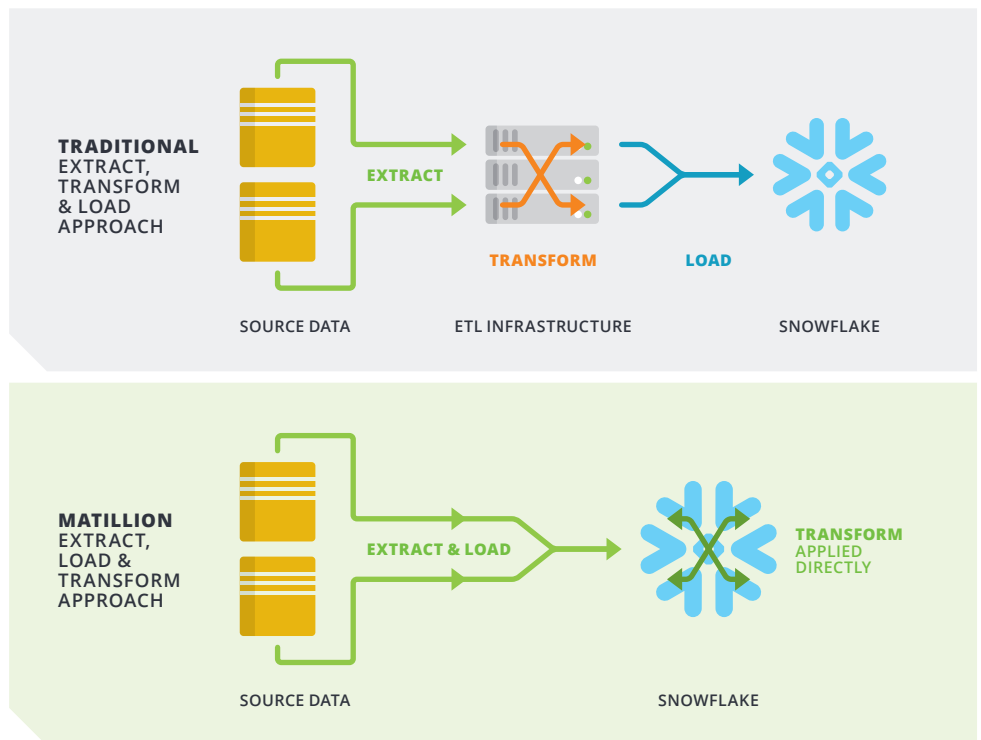 TRADITIONAL
EXTRACT,
TRANSFORM
& LOAD
APPROACH
EXTRACT
TRANSFORM
LOAD
SOURCE DATA
ETL INFRASTRUCTURE
SNOWFLAKE
MATILLION
EXTRACT,
LOAD &
TRANSFORM
APPROACH
EXTRACT & LOAD
TRANSFORM
APPLIED
DIRECTLY
SOURCE DATA
SNOWFLAKE